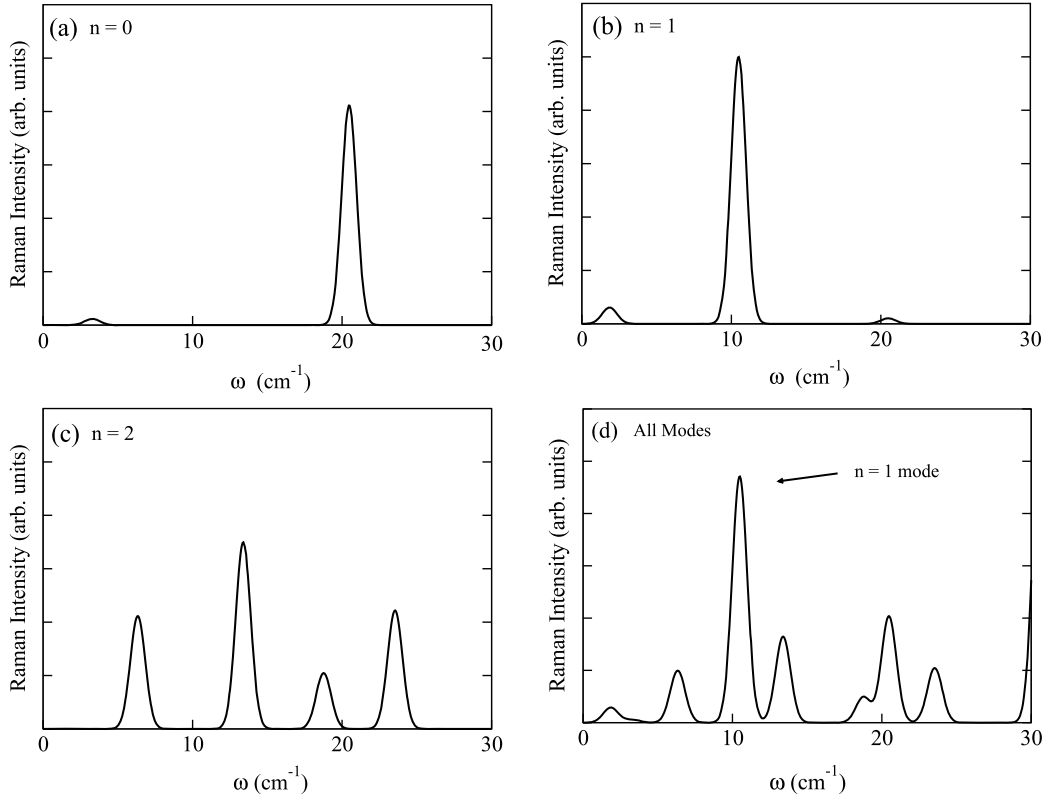 (a) n = 0
Raman Intensity (arb. units)
0 10 20 30
ω (cm-1)
(b) n = 1
Raman Intensity (arb. units)
0 10 20 30
ω (cm-1)
(c) n = 2
Raman Intensity (arb. units)
0 10 20 30
ω (cm-1)
(d) All Modes
n = 1 mode
Raman Intensity (arb. units)
0 10 20 30
ω (cm-1)